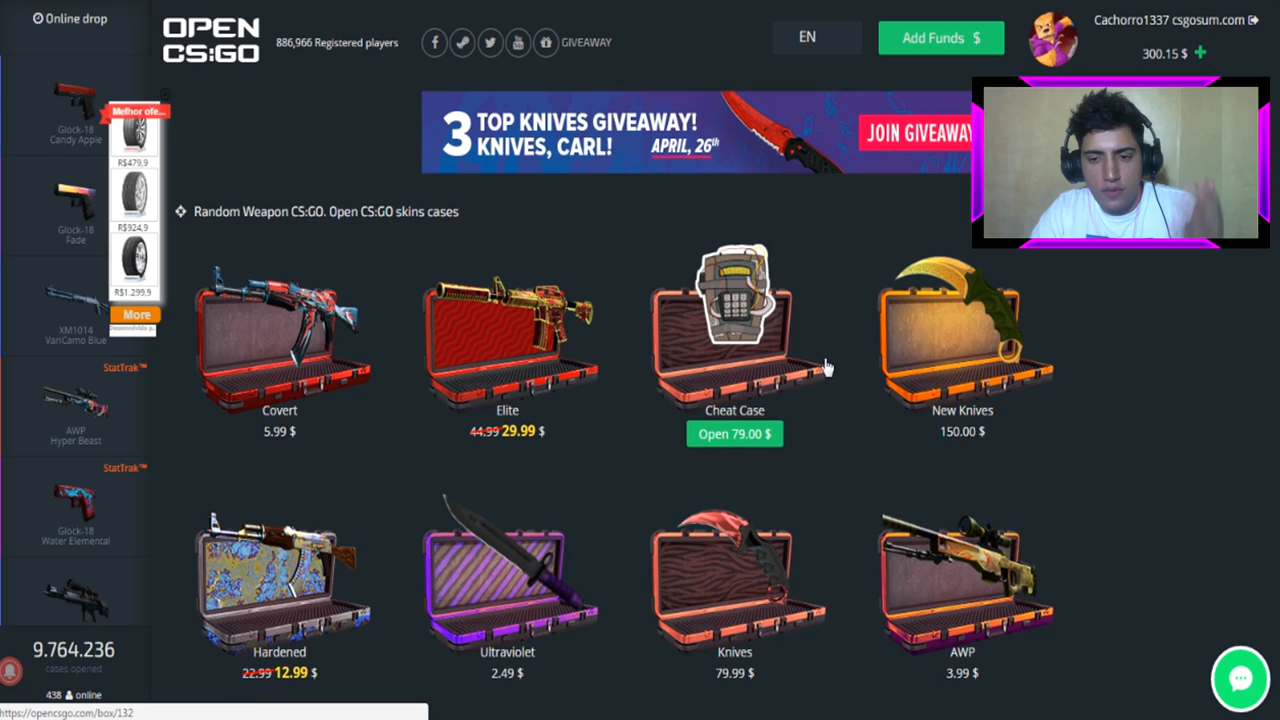 Online drop
OPEN
CS:GO
886,966 Registered players
GIVEAWAY
EN
Add Funds $
Cachorro1337 csgosum.com
300.15 $
3 TOP KNIVES GIVEAWAY!
KNIVES, CARL! APRIL, 26th
JOIN GIVEAWAY
Glock-18
Candy Apple
Glock-18
Fade
XM1014
VariCamo Blue
StatTrak™
AWP
Hyper Beast
StatTrak™
Glock-18
Water Elemental
Melhor ofe...
R$479,9
R$924,9
R$1.299,9
More
Random Weapon CS:GO. Open CS:GO skins cases
Covert
5.99 $
Elite
44.99 29.99 $
Cheat Case
Open 79.00 $
New Knives
150.00 $
Hardened
22.99 12.99 $
Ultraviolet
2.49 $
Knives
79.99 $
AWP
3.99 $
9.764.236
cases opened
438 online
https://opencsgo.com/box/132